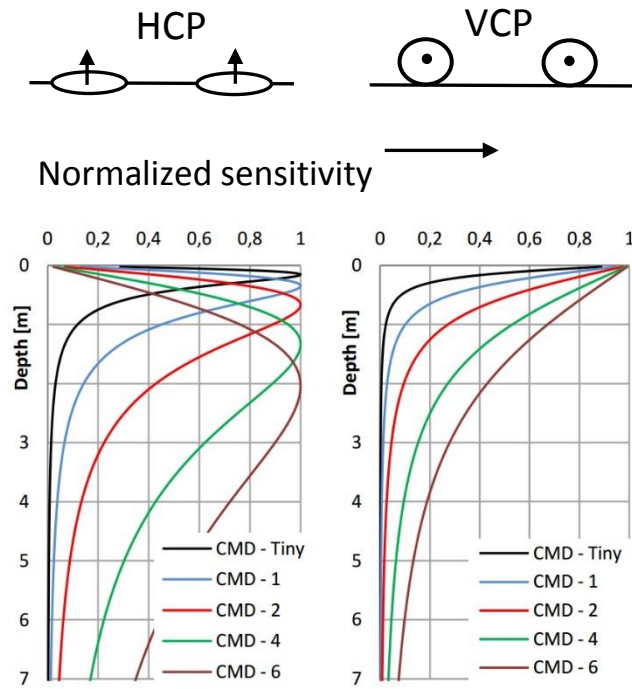 HCP VCP
Normalized sensitivity
0 0,2 0,4 0,6 0,8 1 0 0,2 0,4 0,6 0,8 1
0 0
Depth [m] Depth [m]
3 3
4 4
5 5
6 6
7 7
CMD - Tiny CMD - Tiny
CMD - 1 CMD - 1
CMD - 2 CMD - 2
CMD - 4 CMD - 4
CMD - 6 CMD - 6